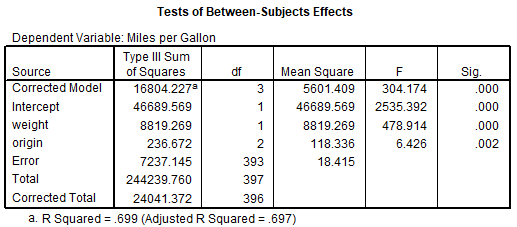 Tests of Between-Subjects Effects
Dependent Variable: Miles per Gallon
Source Type III Sum of Squares df Mean Square F Sig.
Corrected Model 16804.227a 3 5601.409 304.174 .000
Intercept 46689.569 1 46689.569 2535.392 .000
weight 8819.269 1 8819.269 478.914 .000
origin 236.672 2 118.336 6.426 .002
Error 7237.145 393 18.415
Total 244239.760 397
Corrected Total 24041.372 396
a. R Squared = .699 (Adjusted R Squared = .697)